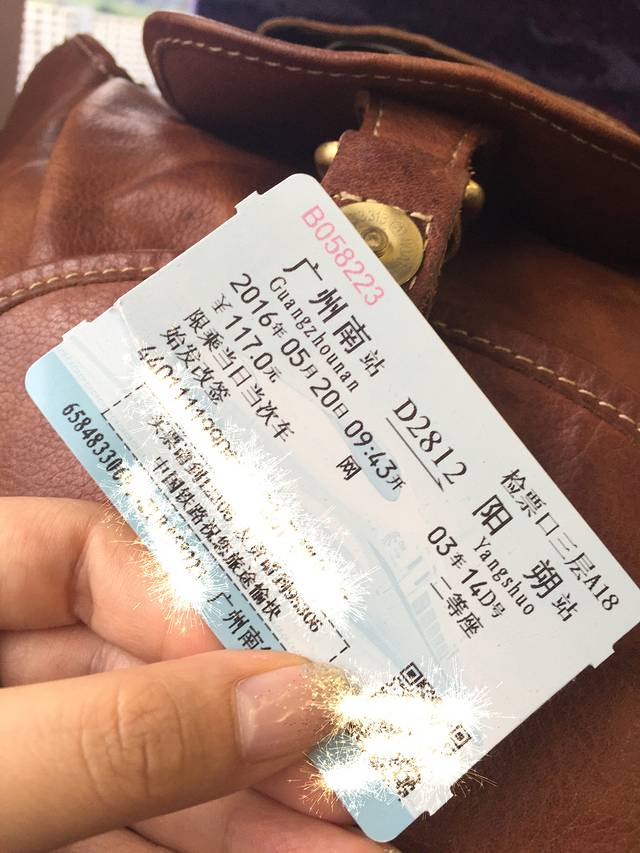 B058223
检票口三层A18
广州南站 D2812 阳朔站
Guangzhounan Yangshuo
2016年05月20日09:43开 03车14D号
￥117.0元 网 二等座
限乘当日当次车
始发改签
中国铁路祝您旅途愉快
广州南